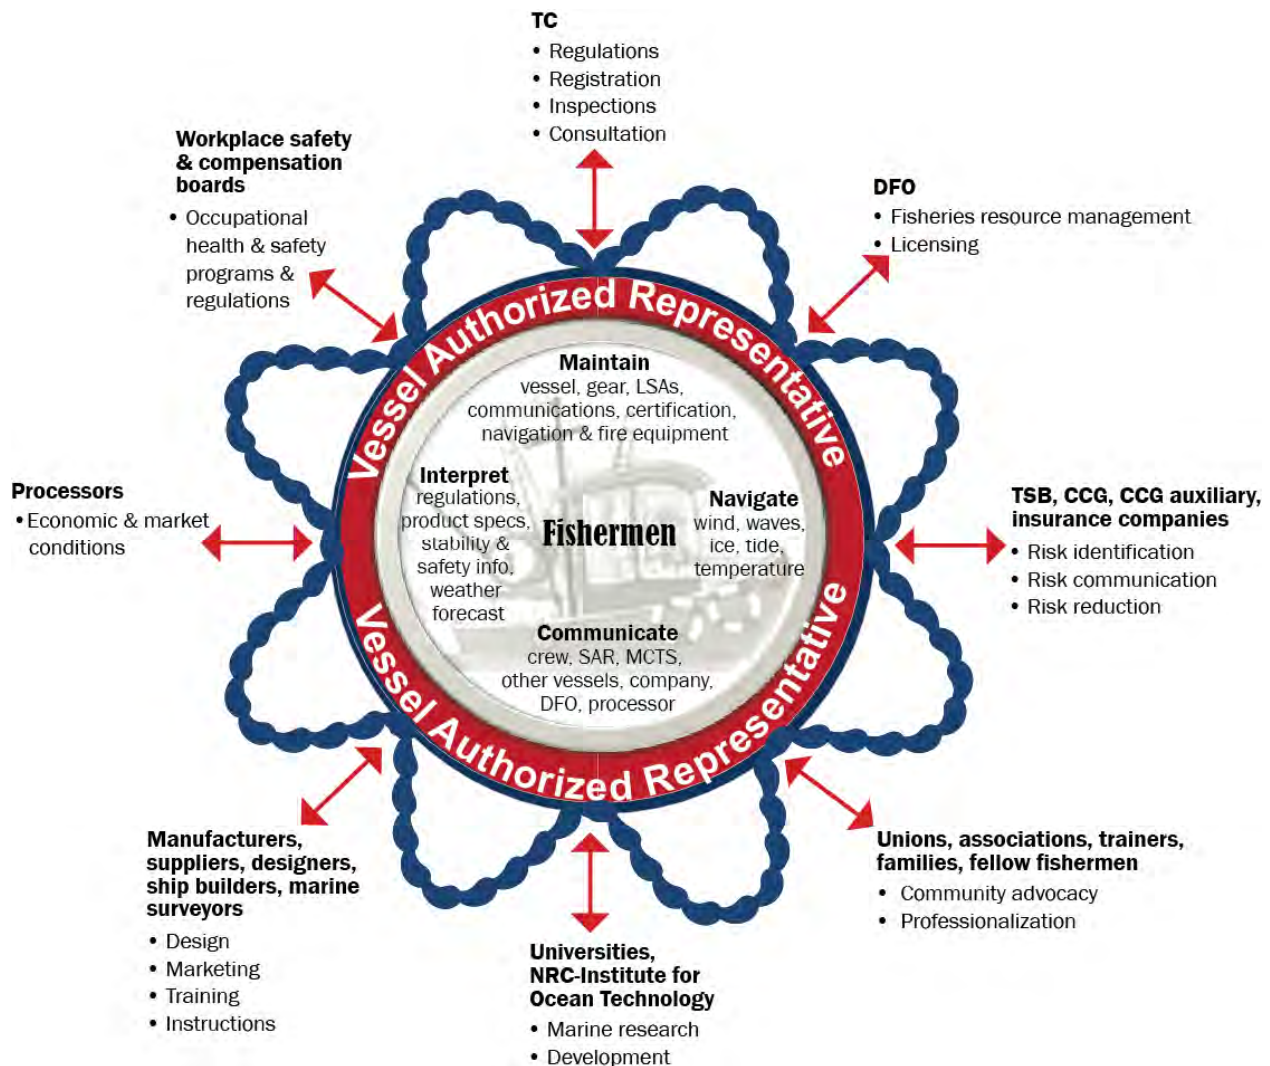 TC
• Regulations
• Registration
• Inspections
• Consultation
Workplace safety
& compensation
boards
• Occupational
health & safety
programs &
regulations
DFO
• Fisheries resource management
• Licensing
Vessel Authorized Representative
Maintain
vessel, gear, LSAs,
communications, certification,
navigation & fire equipment
Processors
• Economic & market
conditions
Interpret
regulations,
product specs,
stability &
safety info,
weather
forecast
Fishermen
Navigate
wind, waves,
ice, tide,
temperature
TSB, CCG, CCG auxiliary,
insurance companies
• Risk identification
• Risk communication
• Risk reduction
Communicate
crew, SAR, MCTS,
other vessels, company,
DFO, processor
Vessel Authorized Representative
Manufacturers,
suppliers, designers,
ship builders, marine
surveyors
• Design
• Marketing
• Training
• Instructions
Universities,
NRC-Institute for
Ocean Technology
• Marine research
• Development
Unions, associations, trainers,
families, fellow fishermen
• Community advocacy
• Professionalization